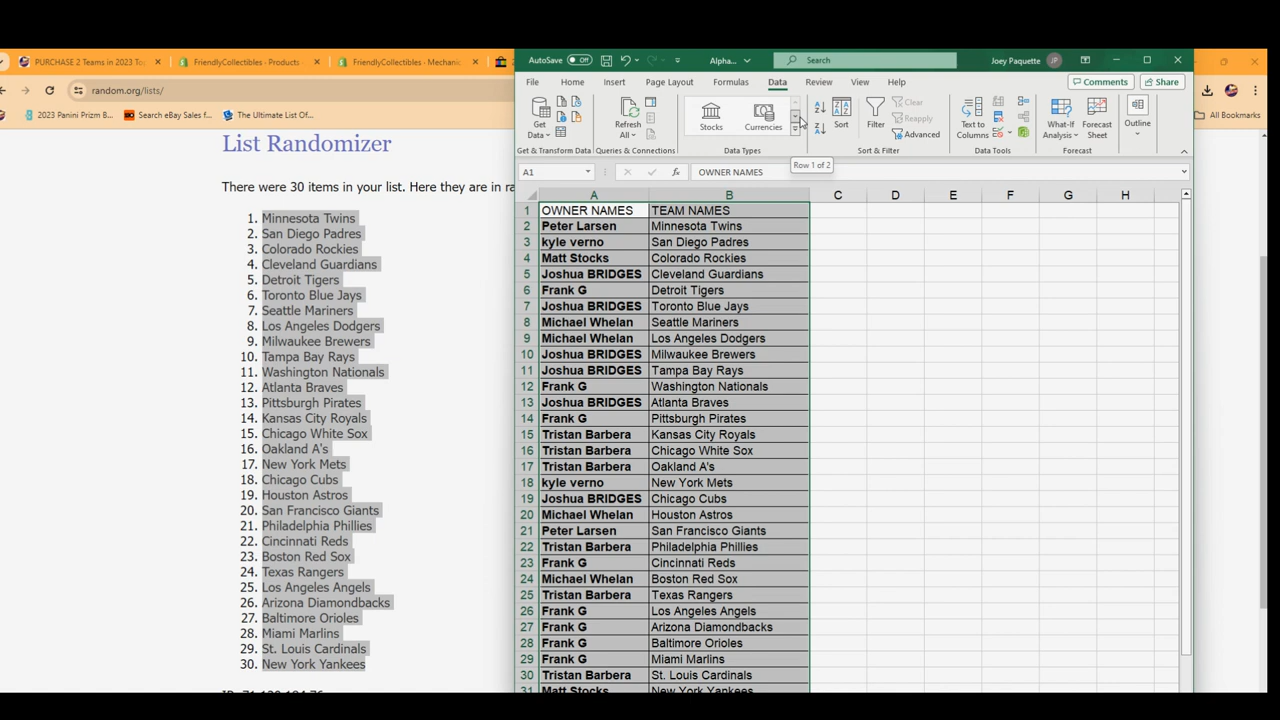 PURCHASE 2 Teams in 2023 To
FriendlyCollectibles - Products
FriendlyCollectibles - Mechanic
random.org/lists/
2023 Panini Prizm B...
Search eBay Sales f...
The Ultimate List Of...
All Bookmarks
List Randomizer
There were 30 items in your list. Here they are in ra
1. Minnesota Twins
2. San Diego Padres
3. Colorado Rockies
4. Cleveland Guardians
5. Detroit Tigers
6. Toronto Blue Jays
7. Seattle Mariners
8. Los Angeles Dodgers
9. Milwaukee Brewers
10. Tampa Bay Rays
11. Washington Nationals
12. Atlanta Braves
13. Pittsburgh Pirates
14. Kansas City Royals
15. Chicago White Sox
16. Oakland A's
17. New York Mets
18. Chicago Cubs
19. Houston Astros
20. San Francisco Giants
21. Philadelphia Phillies
22. Cincinnati Reds
23. Boston Red Sox
24. Texas Rangers
25. Los Angeles Angels
26. Arizona Diamondbacks
27. Baltimore Orioles
28. Miami Marlins
29. St. Louis Cardinals
30. New York Yankees
AutoSave Off Alpha... Search Joey Paquette JP
File Home Insert Page Layout Formulas Data Review View Help Comments Share
Get Data
Refresh All
Stocks
Currencies
Sort
Filter
Clear
Reapply
Advanced
Text to Columns
What-If Analysis
Forecast Sheet
Outline
Get & Transform Data Queries & Connections Data Types Sort & Filter Data Tools Forecast
Row 1 of 2
A1 fx OWNER NAMES
A B C D E F G H
1 OWNER NAMES TEAM NAMES
2 Peter Larsen Minnesota Twins
3 kyle verno San Diego Padres
4 Matt Stocks Colorado Rockies
5 Joshua BRIDGES Cleveland Guardians
6 Frank G Detroit Tigers
7 Joshua BRIDGES Toronto Blue Jays
8 Michael Whelan Seattle Mariners
9 Michael Whelan Los Angeles Dodgers
10 Joshua BRIDGES Milwaukee Brewers
11 Joshua BRIDGES Tampa Bay Rays
12 Frank G Washington Nationals
13 Joshua BRIDGES Atlanta Braves
14 Frank G Pittsburgh Pirates
15 Tristan Barbera Kansas City Royals
16 Tristan Barbera Chicago White Sox
17 Tristan Barbera Oakland A's
18 kyle verno New York Mets
19 Joshua BRIDGES Chicago Cubs
20 Michael Whelan Houston Astros
21 Peter Larsen San Francisco Giants
22 Tristan Barbera Philadelphia Phillies
23 Frank G Cincinnati Reds
24 Michael Whelan Boston Red Sox
25 Tristan Barbera Texas Rangers
26 Frank G Los Angeles Angels
27 Frank G Arizona Diamondbacks
28 Frank G Baltimore Orioles
29 Frank G Miami Marlins
30 Tristan Barbera St. Louis Cardinals
31 Matt Stocks New York Yankees